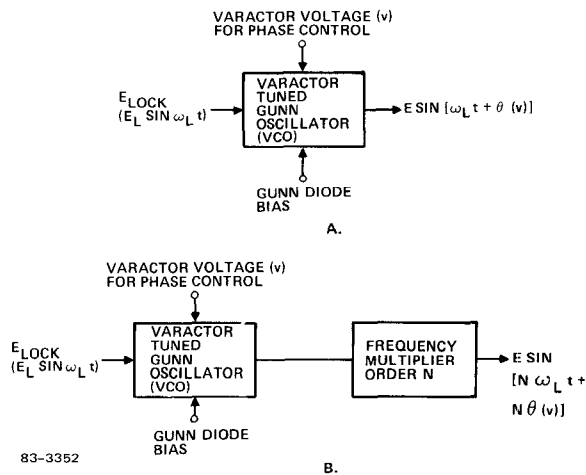 VARACTOR VOLTAGE (v)
FOR PHASE CONTROL
E LOCK
(E_L SIN ω_L t)
VARACTOR
TUNED
GUNN
OSCILLATOR
(VCO)
E SIN [ω_L t + θ (v)]
GUNN DIODE
BIAS
A.
VARACTOR VOLTAGE (v)
FOR PHASE CONTROL
E LOCK
(E_L SIN ω_L t)
VARACTOR
TUNED
GUNN
OSCILLATOR
(VCO)
FREQUENCY
MULTIPLIER
ORDER N
E SIN
[N ω_L t +
N θ (v)]
GUNN DIODE
BIAS
83-3352
B.